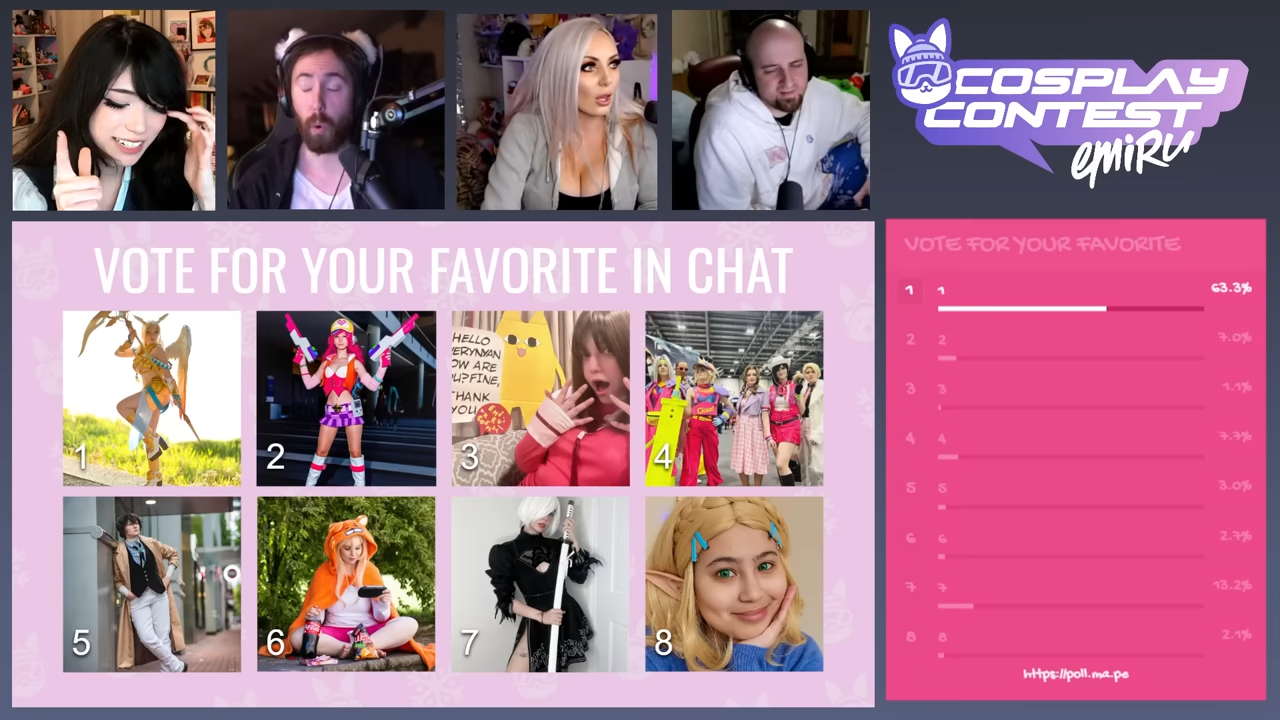 COSPLAY
CONTEST
emiru
VOTE FOR YOUR FAVORITE IN CHAT
1
2
HELLO
OW ARE
U? FINE,
THANK
YOU.
3
4
5
6
7
8
VOTE FOR YOUR FAVORITE
1 1 63.3%
2 2 7.0%
3 3 1.1%
4 4 7.7%
5 5 3.0%
6 6 2.7%
7 7 13.2%
8 8 2.1%
https://poll.ma.pe